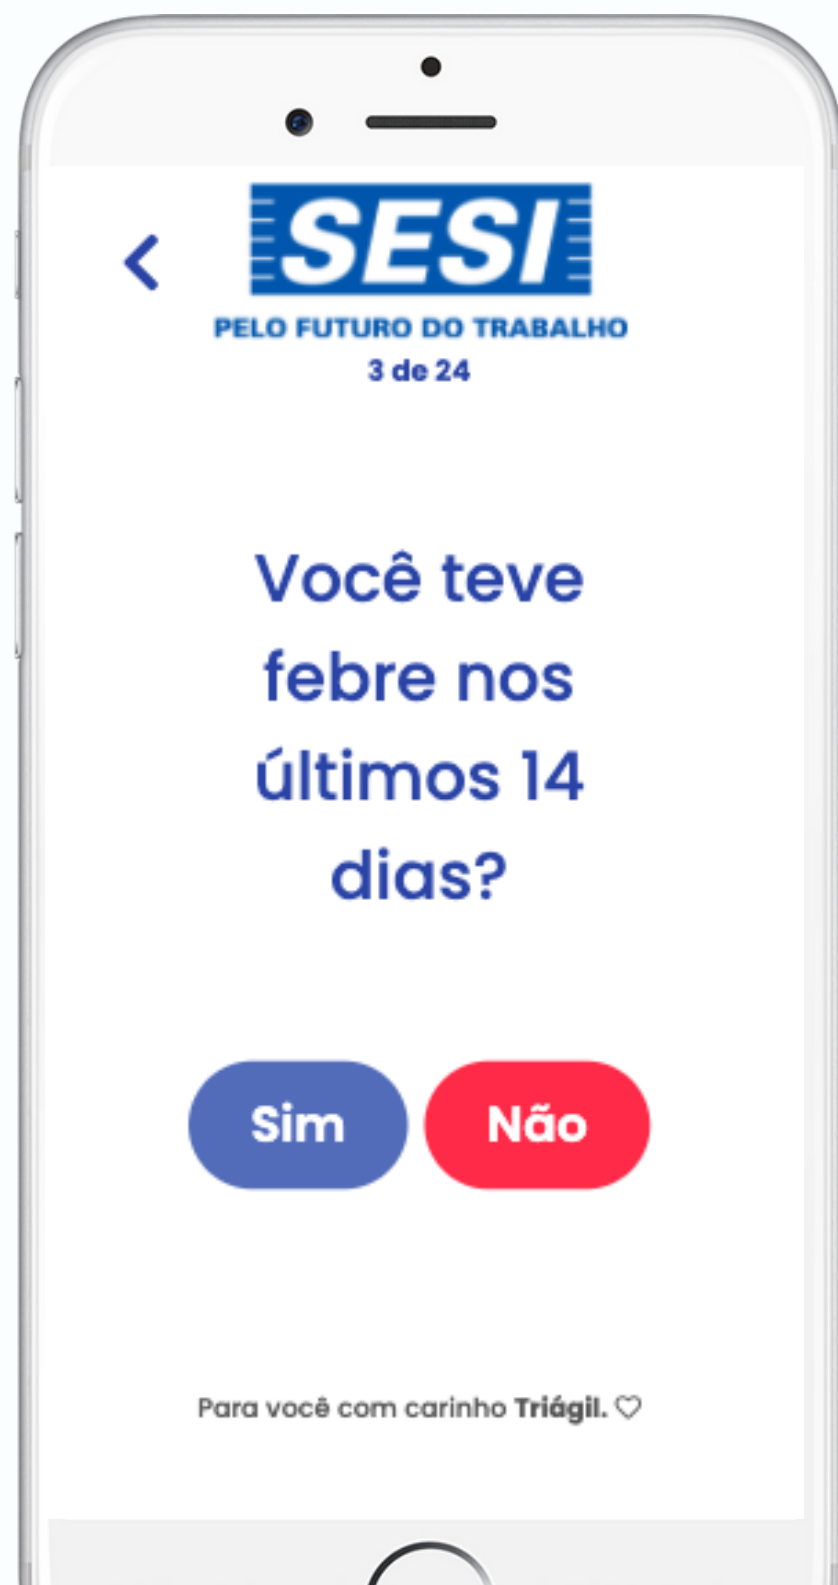 SESI
PELO FUTURO DO TRABALHO
3 de 24
Você teve
febre nos
últimos 14
dias?
Sim Não
Para você com carinho Triágil. ♡